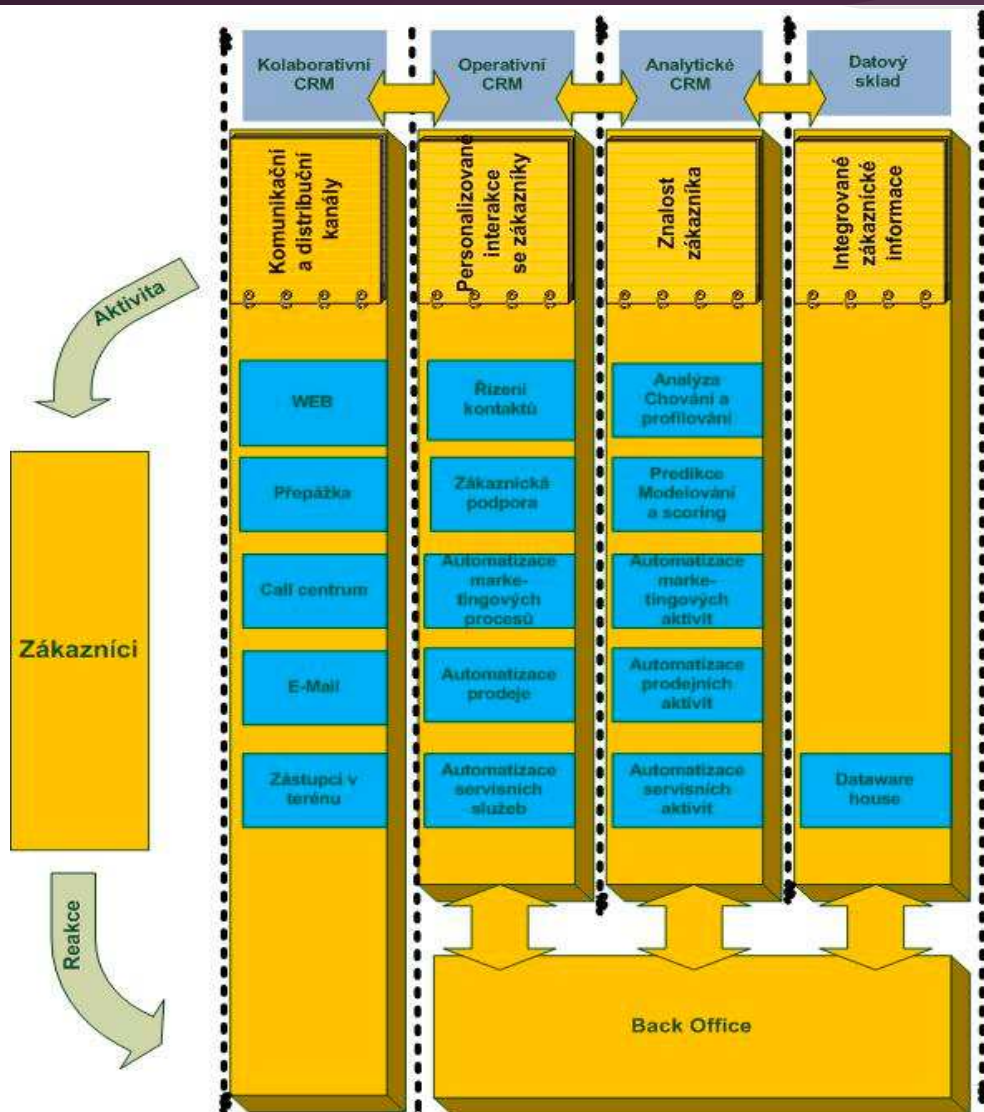 Kolaborativní
CRM
Operativní
CRM
Analytické
CRM
Datový
sklad
Komunikační
a distribuční
kanály
Personalizované
interakce
se zákazníky
Znalost
zákazníka
Integrované
zákaznické
informace
Aktivita
Zákazníci
Reakce
WEB
Přepážka
Call centrum
E-Mail
Zástupci v
terénu
Řízení
kontaktů
Zákaznická
podpora
Automatizace
marke-
tingových
procesů
Automatizace
prodeje
Automatizace
servisních
služeb
Analýza
Chování a
profilování
Predikce
Modelování
a scoring
Automatizace
marke-
tingových
aktivit
Automatizace
prodejních
aktivit
Automatizace
servisních
aktivit
Dataware
house
Back Office